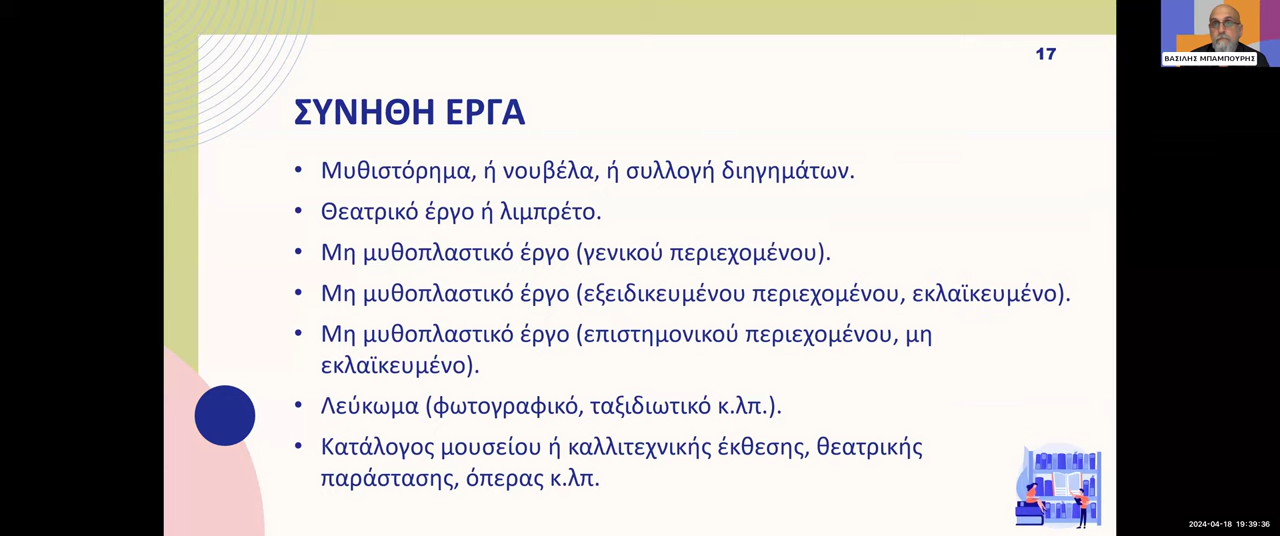 17
ΒΑΣΙΛΗΣ ΜΠΑΜΠΟΥΡΗΣ
ΣΥΝΗΘΗ ΕΡΓΑ
• Μυθιστόρημα, ή νουβέλα, ή συλλογή διηγημάτων.
• Θεατρικό έργο ή λιμπρέτο.
• Μη μυθοπλαστικό έργο (γενικού περιεχομένου).
• Μη μυθοπλαστικό έργο (εξειδικευμένου περιεχομένου, εκλαϊκευμένο).
• Μη μυθοπλαστικό έργο (επιστημονικού περιεχομένου, μη
εκλαϊκευμένο).
• Λεύκωμα (φωτογραφικό, ταξιδιωτικό κ.λπ.).
• Κατάλογος μουσείου ή καλλιτεχνικής έκθεσης, θεατρικής
παράστασης, όπερας κ.λπ.
2024-04-18 19:39:36